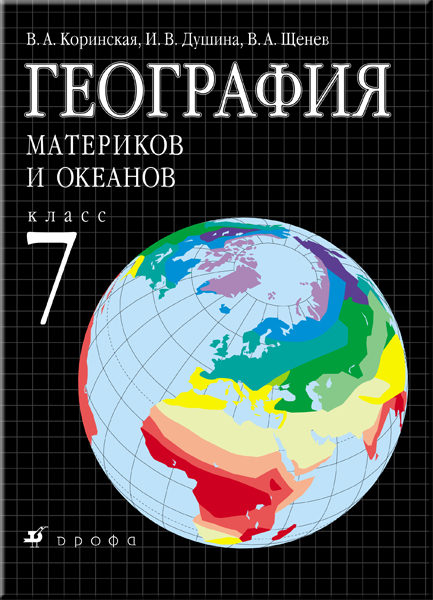 В. А. Коринская, И. В. Душина, В. А. Щенев
ГЕОГРАФИЯ
МАТЕРИКОВ
И ОКЕАНОВ
класс
7
дрофа